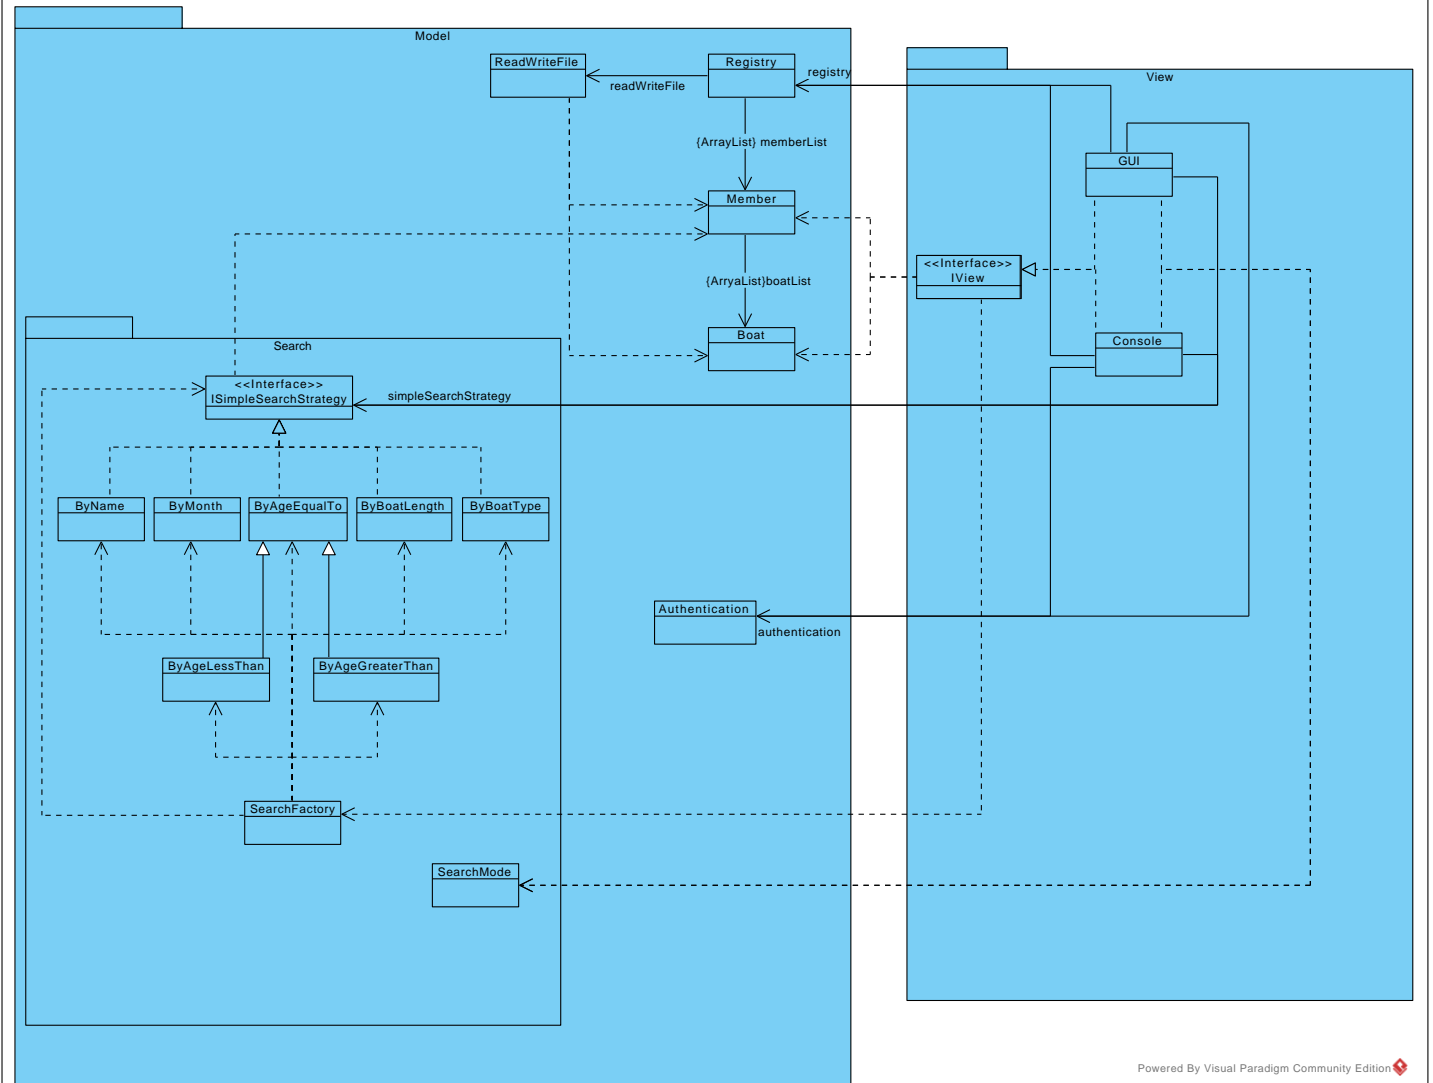 Model
ReadWriteFile
Registry
registry
readWriteFile
View
{ArrayList} memberList
GUI
Member
<<Interface>>
IView
{ArryaList}boatList
Boat
Console
Search
<<Interface>>
ISimpleSearchStrategy
simpleSearchStrategy
ByName
ByMonth
ByAgeEqualTo
ByBoatLength
ByBoatType
Authentication
authentication
ByAgeLessThan
ByAgeGreaterThan
SearchFactory
SearchMode
Powered By Visual Paradigm Community Edition